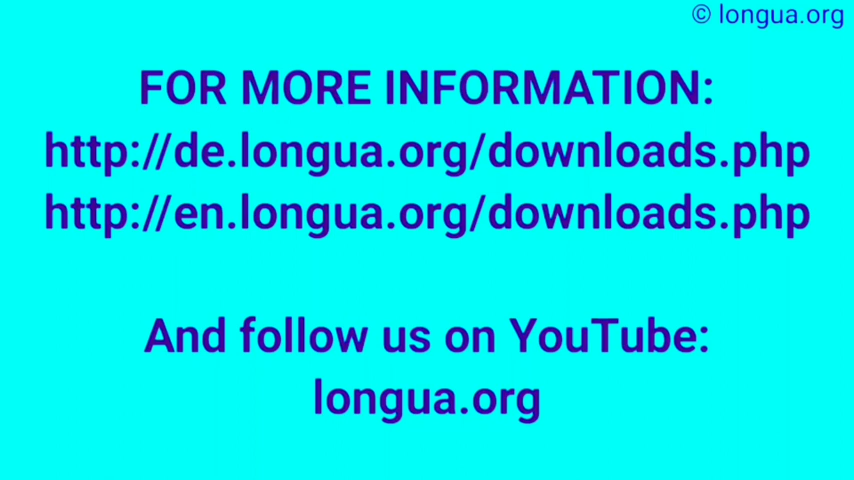 © longua.org
FOR MORE INFORMATION:
http://de.longua.org/downloads.php
http://en.longua.org/downloads.php
And follow us on YouTube:
longua.org